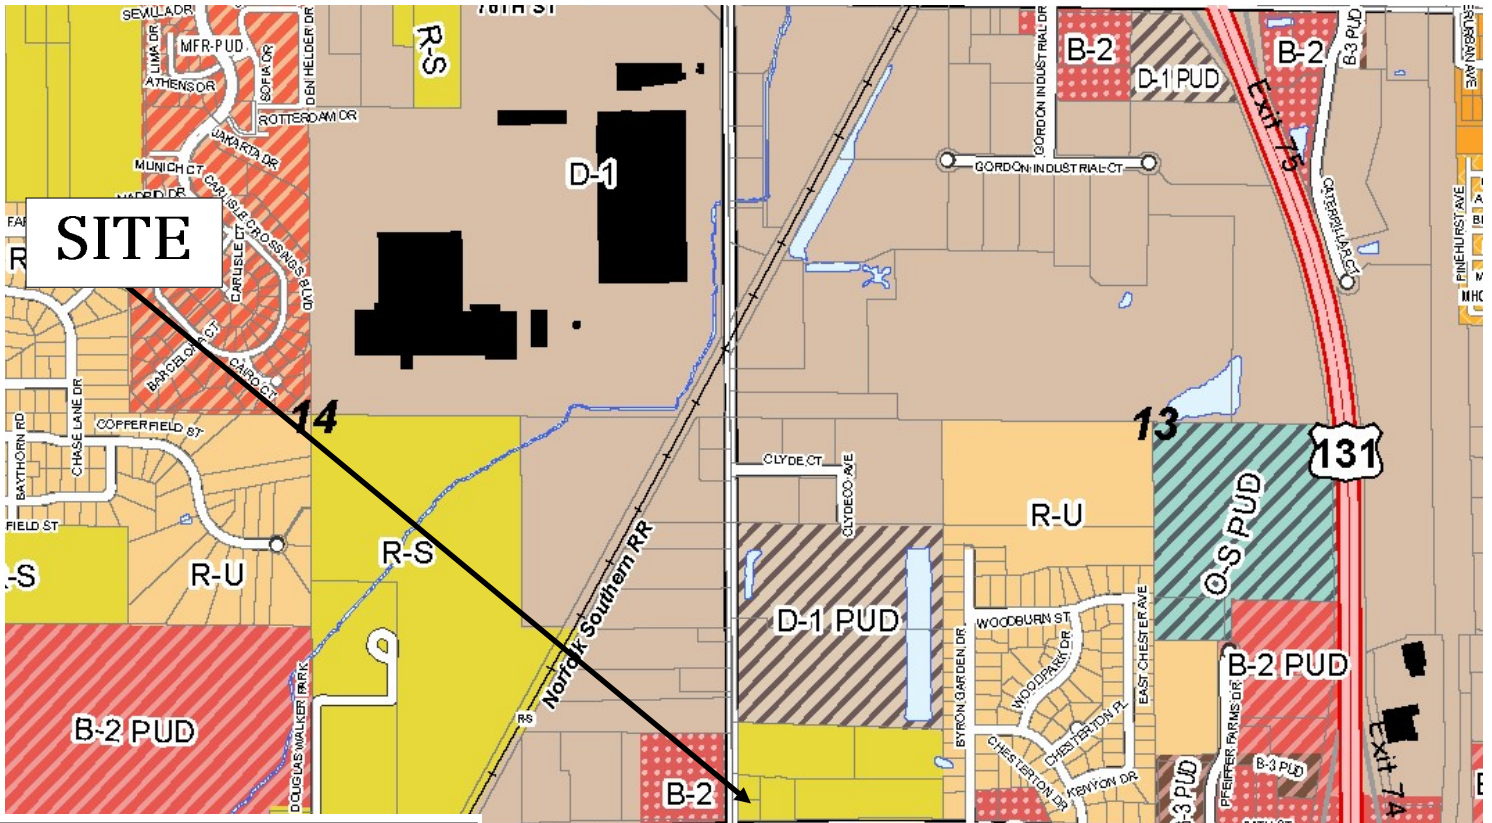 SEVILLA DR
76TH ST
LIMA DR
MFR-PUD
SOFIA DR
DEN HELDER DR
R-S
ATHENS DR
ROTTERDAM DR
JAKARTA DR
MUNICH CT
MADRID DR
CARLISLE CROSSINGS BLVD
CARLISLE CT
SITE
D-1
BARCELONA CT
CAIRO CT
B-2
D-1 PUD
B-2
B-3 PUD
GORDON INDUSTRIAL DR
GORDON INDUSTRIAL CT
Exit 75
CATERPILLAR CT
PINEHURST AVE
14
13
131
COPPERFIELD ST
CHASE LANE DR
BAYTHORN RD
FIELD ST
CLYDE CT
CLYDECO AVE
R-U
O-S PUD
-S
R-U
R-S
Norfolk Southern RR
D-1 PUD
BYRON GARDEN DR
WOODBURN ST
WOODPARK DR
EAST CHESTER AVE
B-2 PUD
B-2 PUD
DOUGLAS WALKER PARK
R-S
CHESTERTON PL
CHESTERTON DR
KENYON DR
PFEIFFER FARMS DR
B-3 PUD
-3 PUD
Exit 74
B-2